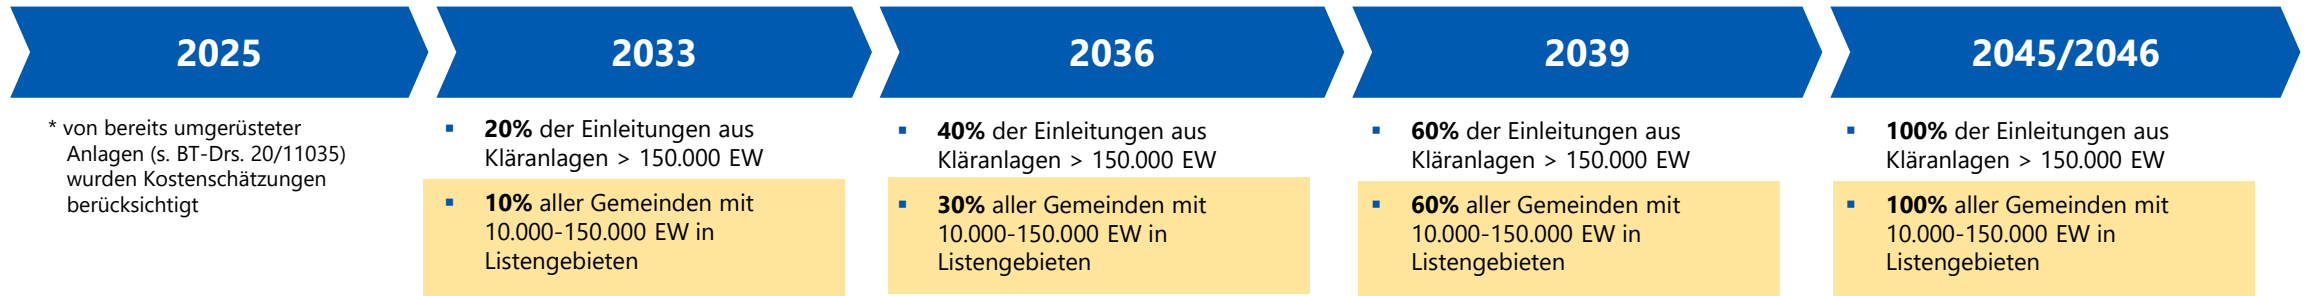 2025
2033
2036
2039
2045/2046
* von bereits umgerüsteter
Anlagen (s. BT-Drs. 20/11035)
wurden Kostenschätzungen
berücksichtigt
▪ 20% der Einleitungen aus
Kläranlagen > 150.000 EW
▪ 10% aller Gemeinden mit
10.000-150.000 EW in
Listengebieten
▪ 40% der Einleitungen aus
Kläranlagen > 150.000 EW
▪ 30% aller Gemeinden mit
10.000-150.000 EW in
Listengebieten
▪ 60% der Einleitungen aus
Kläranlagen > 150.000 EW
▪ 60% aller Gemeinden mit
10.000-150.000 EW in
Listengebieten
▪ 100% der Einleitungen aus
Kläranlagen > 150.000 EW
▪ 100% aller Gemeinden mit
10.000-150.000 EW in
Listengebieten